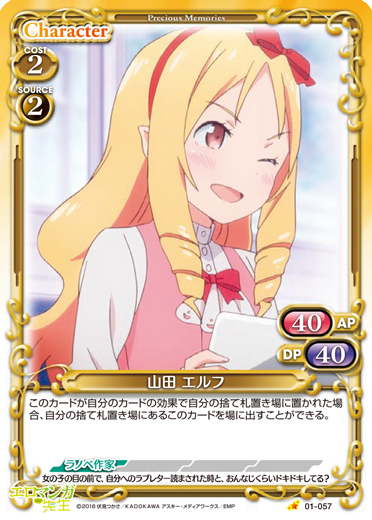 Precious Memories
Character
COST
2
SOURCE
2
40 AP
DP 40
山田 エルフ
このカードが自分のカードの効果で自分の捨て札置き場に置かれた場
合、自分の捨て札置き場にあるこのカードを場に出すことができる。
ラノベ作家
女の子の目の前で、自分へのラブレター読まされた時と、おんなじくらいドキドキしてる?
エロマンガ
先生
01-057
©2016 伏見つかさ/KADOKAWA アスキー・メディアワークス/EMP